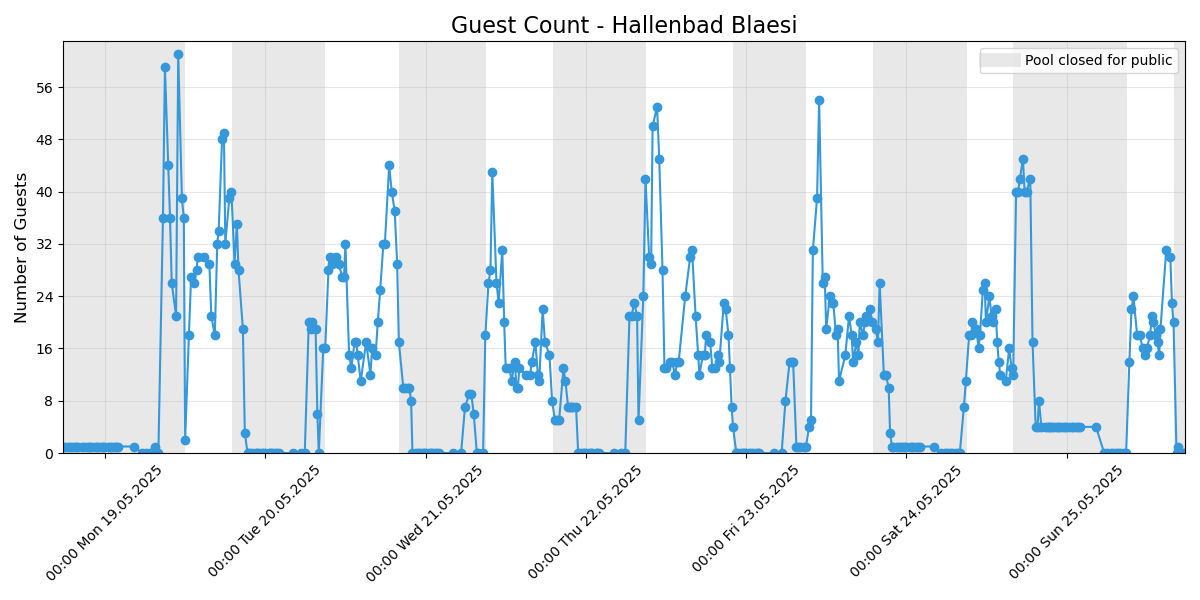 Guest Count - Hallenbad Blaesi
Pool closed for public
Number of Guests
56
48
40
32
24
16
8
0
00:00 Mon 19.05.2025
00:00 Tue 20.05.2025
00:00 Wed 21.05.2025
00:00 Thu 22.05.2025
00:00 Fri 23.05.2025
00:00 Sat 24.05.2025
00:00 Sun 25.05.2025